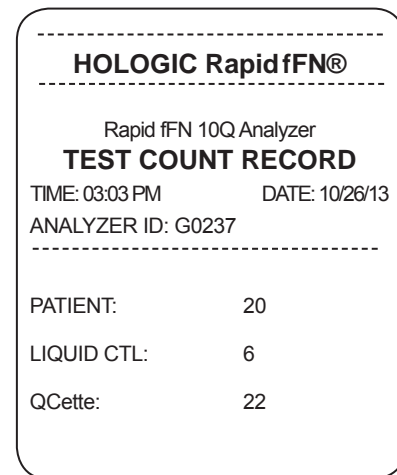 HOLOGIC Rapid fFN®
Rapid fFN 10Q Analyzer
TEST COUNT RECORD
TIME: 03:03 PM DATE: 10/26/13
ANALYZER ID: G0237
PATIENT: 20
LIQUID CTL: 6
QCette: 22